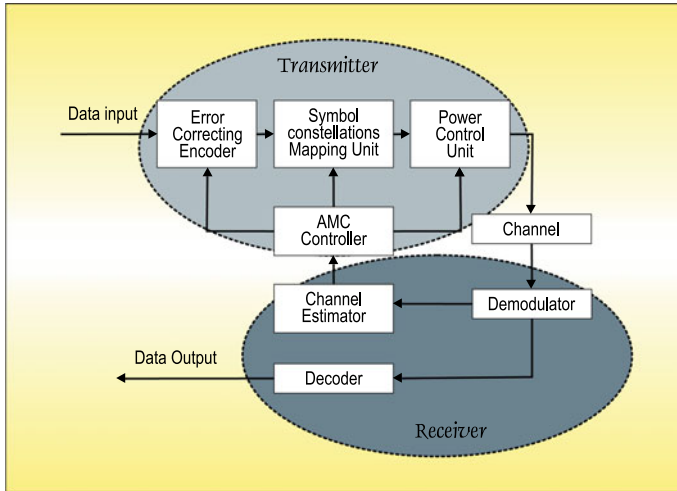 Transmitter
Data input
Error
Correcting
Encoder
Symbol
constellations
Mapping Unit
Power
Control
Unit
AMC
Controller
Channel
Channel
Estimator
Demodulator
Data Output
Decoder
Receiver